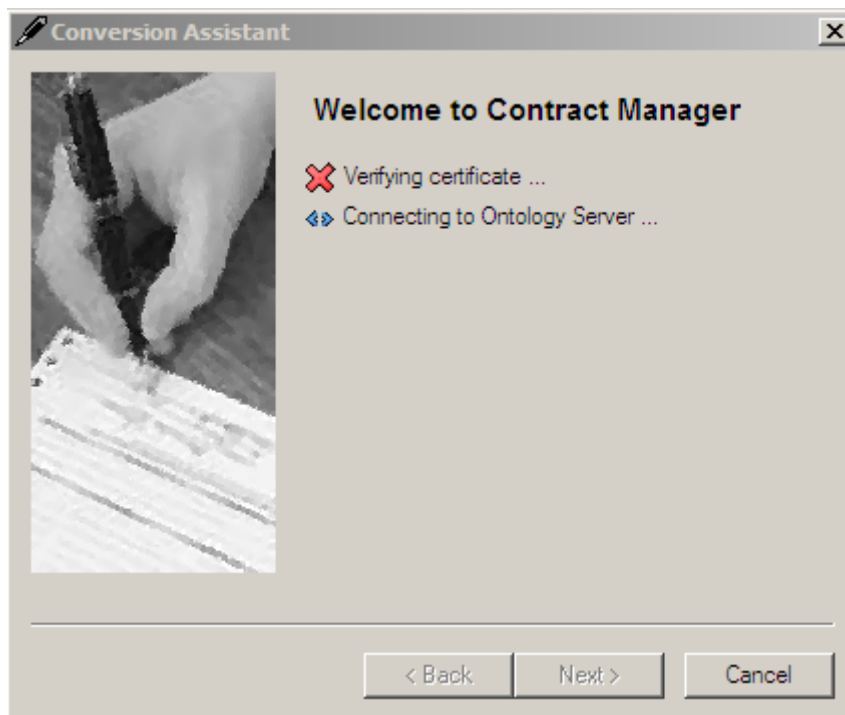 Conversion Assistant
Welcome to Contract Manager
Verifying certificate ...
Connecting to Ontology Server ...
< Back
Next >
Cancel